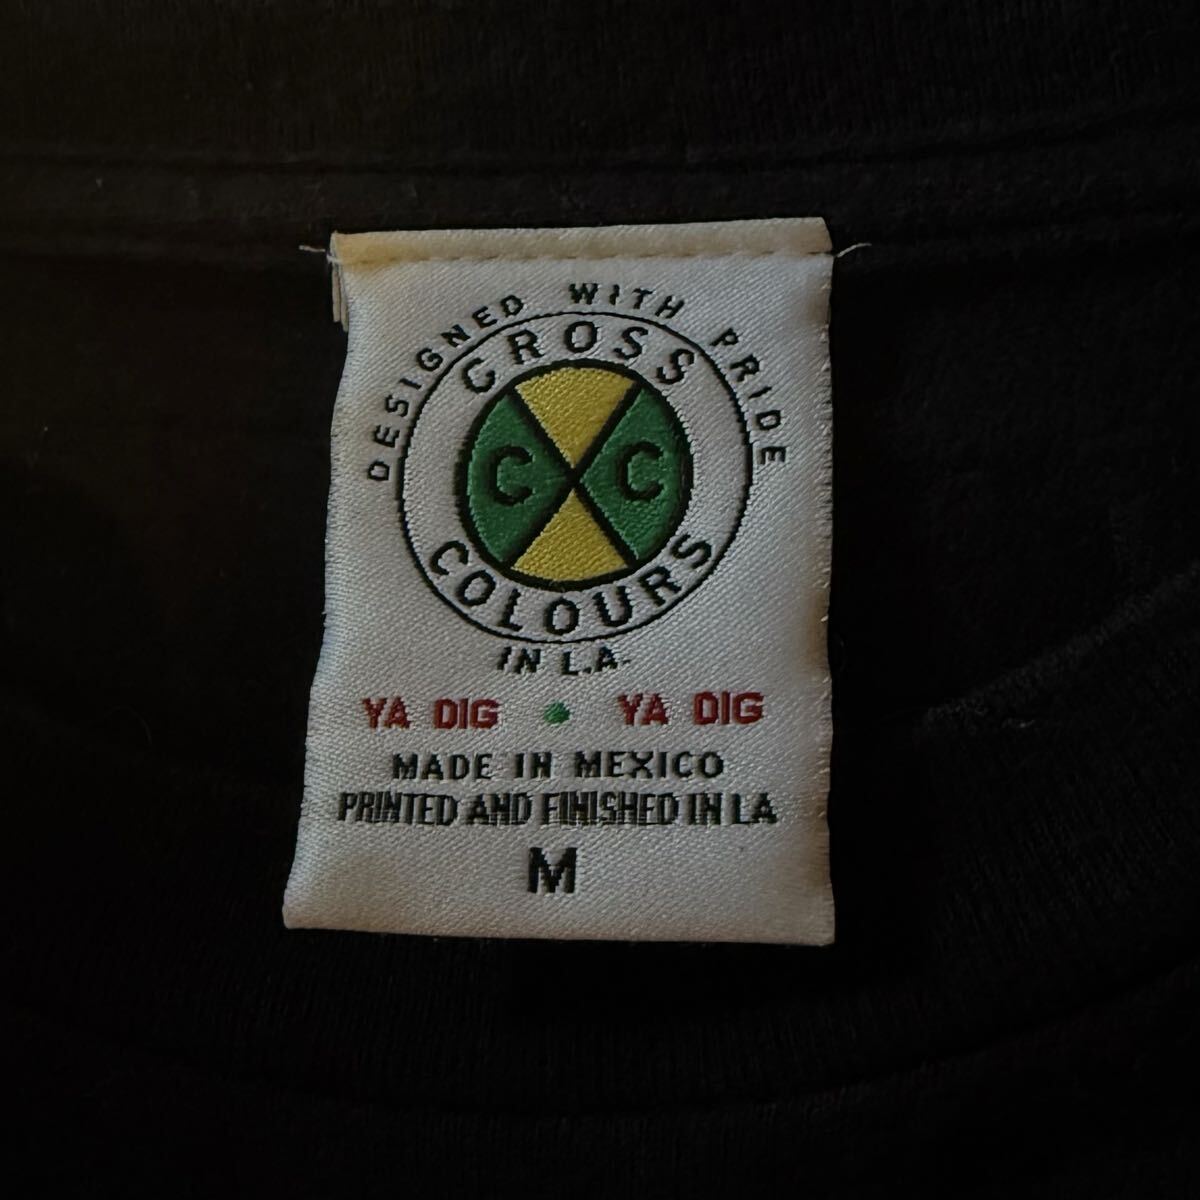 DESIGNED WITH PRIDE
CROSS
C C
COLOURS
IN L.A.
YA DIG • YA DIG
MADE IN MEXICO
PRINTED AND FINISHED IN LA
M